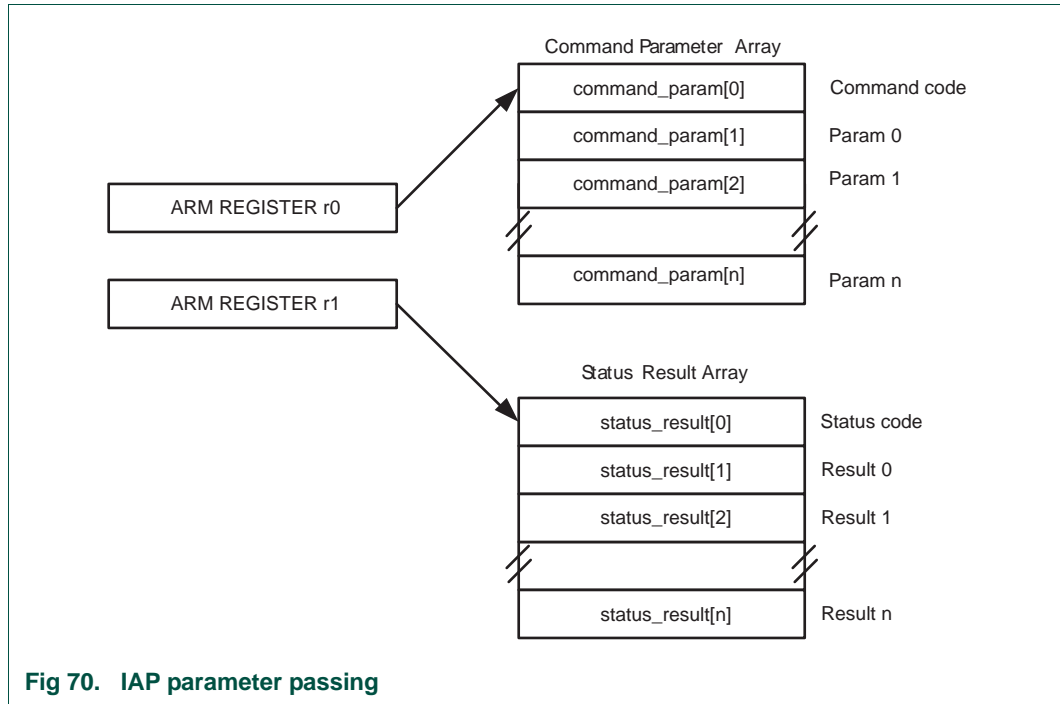 Command Parameter Array
command_param[0] Command code
command_param[1] Param 0
command_param[2] Param 1
ARM REGISTER r0
command_param[n] Param n
ARM REGISTER r1
Status Result Array
status_result[0] Status code
status_result[1] Result 0
status_result[2] Result 1
status_result[n] Result n
Fig 70. IAP parameter passing